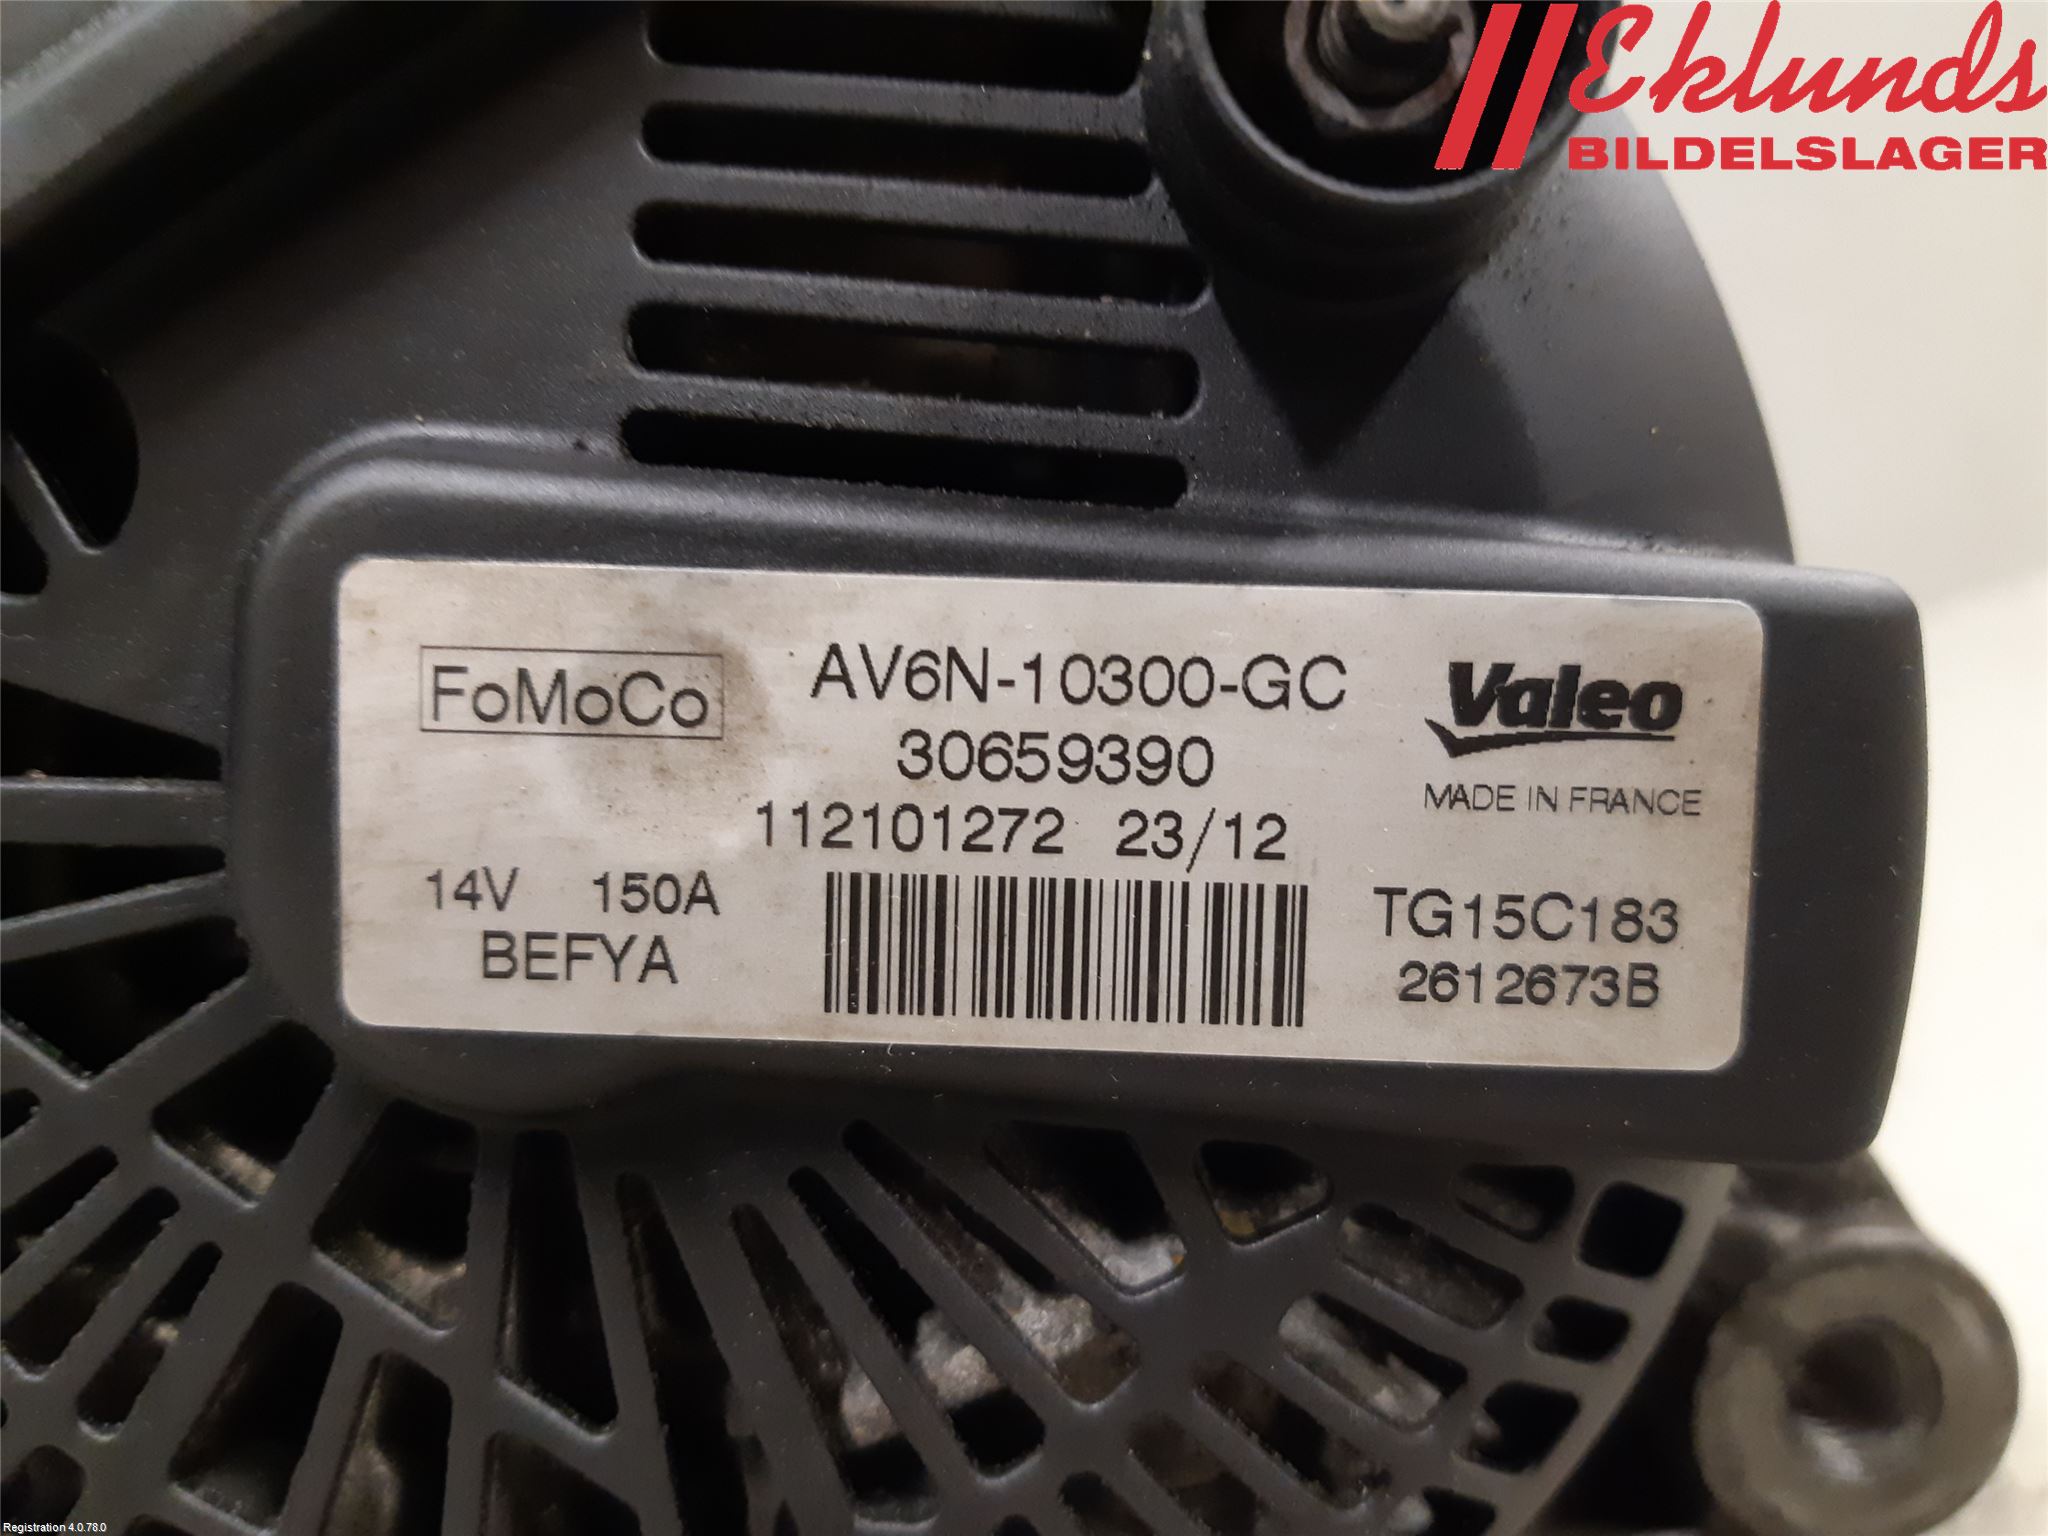 Eklunds
BILDELSLAGER
FoMoCo
AV6N-10300-GC
30659390
112101272 23/12
Valeo
MADE IN FRANCE
14V 150A
BEFYA
TG15C183
2612673B
Registration 4.0.78.0